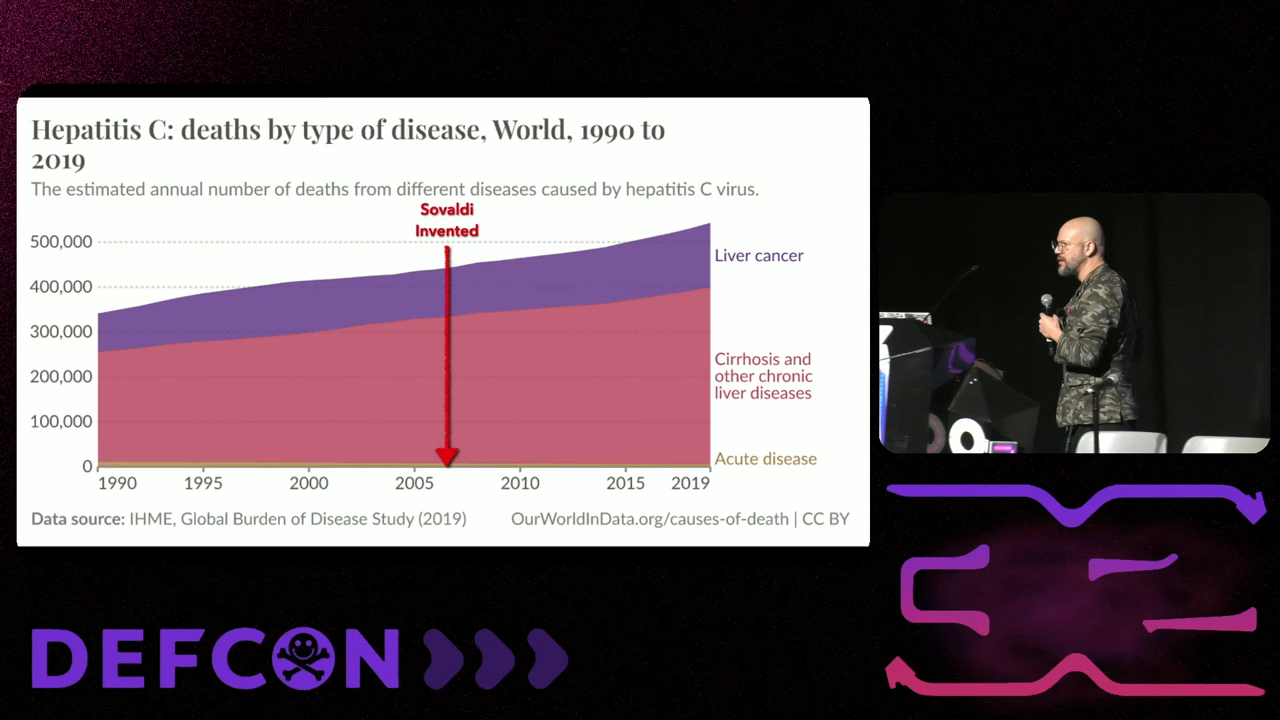 Hepatitis C: deaths by type of disease, World, 1990 to
2019
The estimated annual number of deaths from different diseases caused by hepatitis C virus.
Sovaldi
Invented
500,000
400,000
300,000
200,000
100,000
0
Liver cancer
Cirrhosis and
other chronic
liver diseases
Acute disease
1990 1995 2000 2005 2010 2015 2019
Data source: IHME, Global Burden of Disease Study (2019) OurWorldInData.org/causes-of-death | CC BY
DEFCON